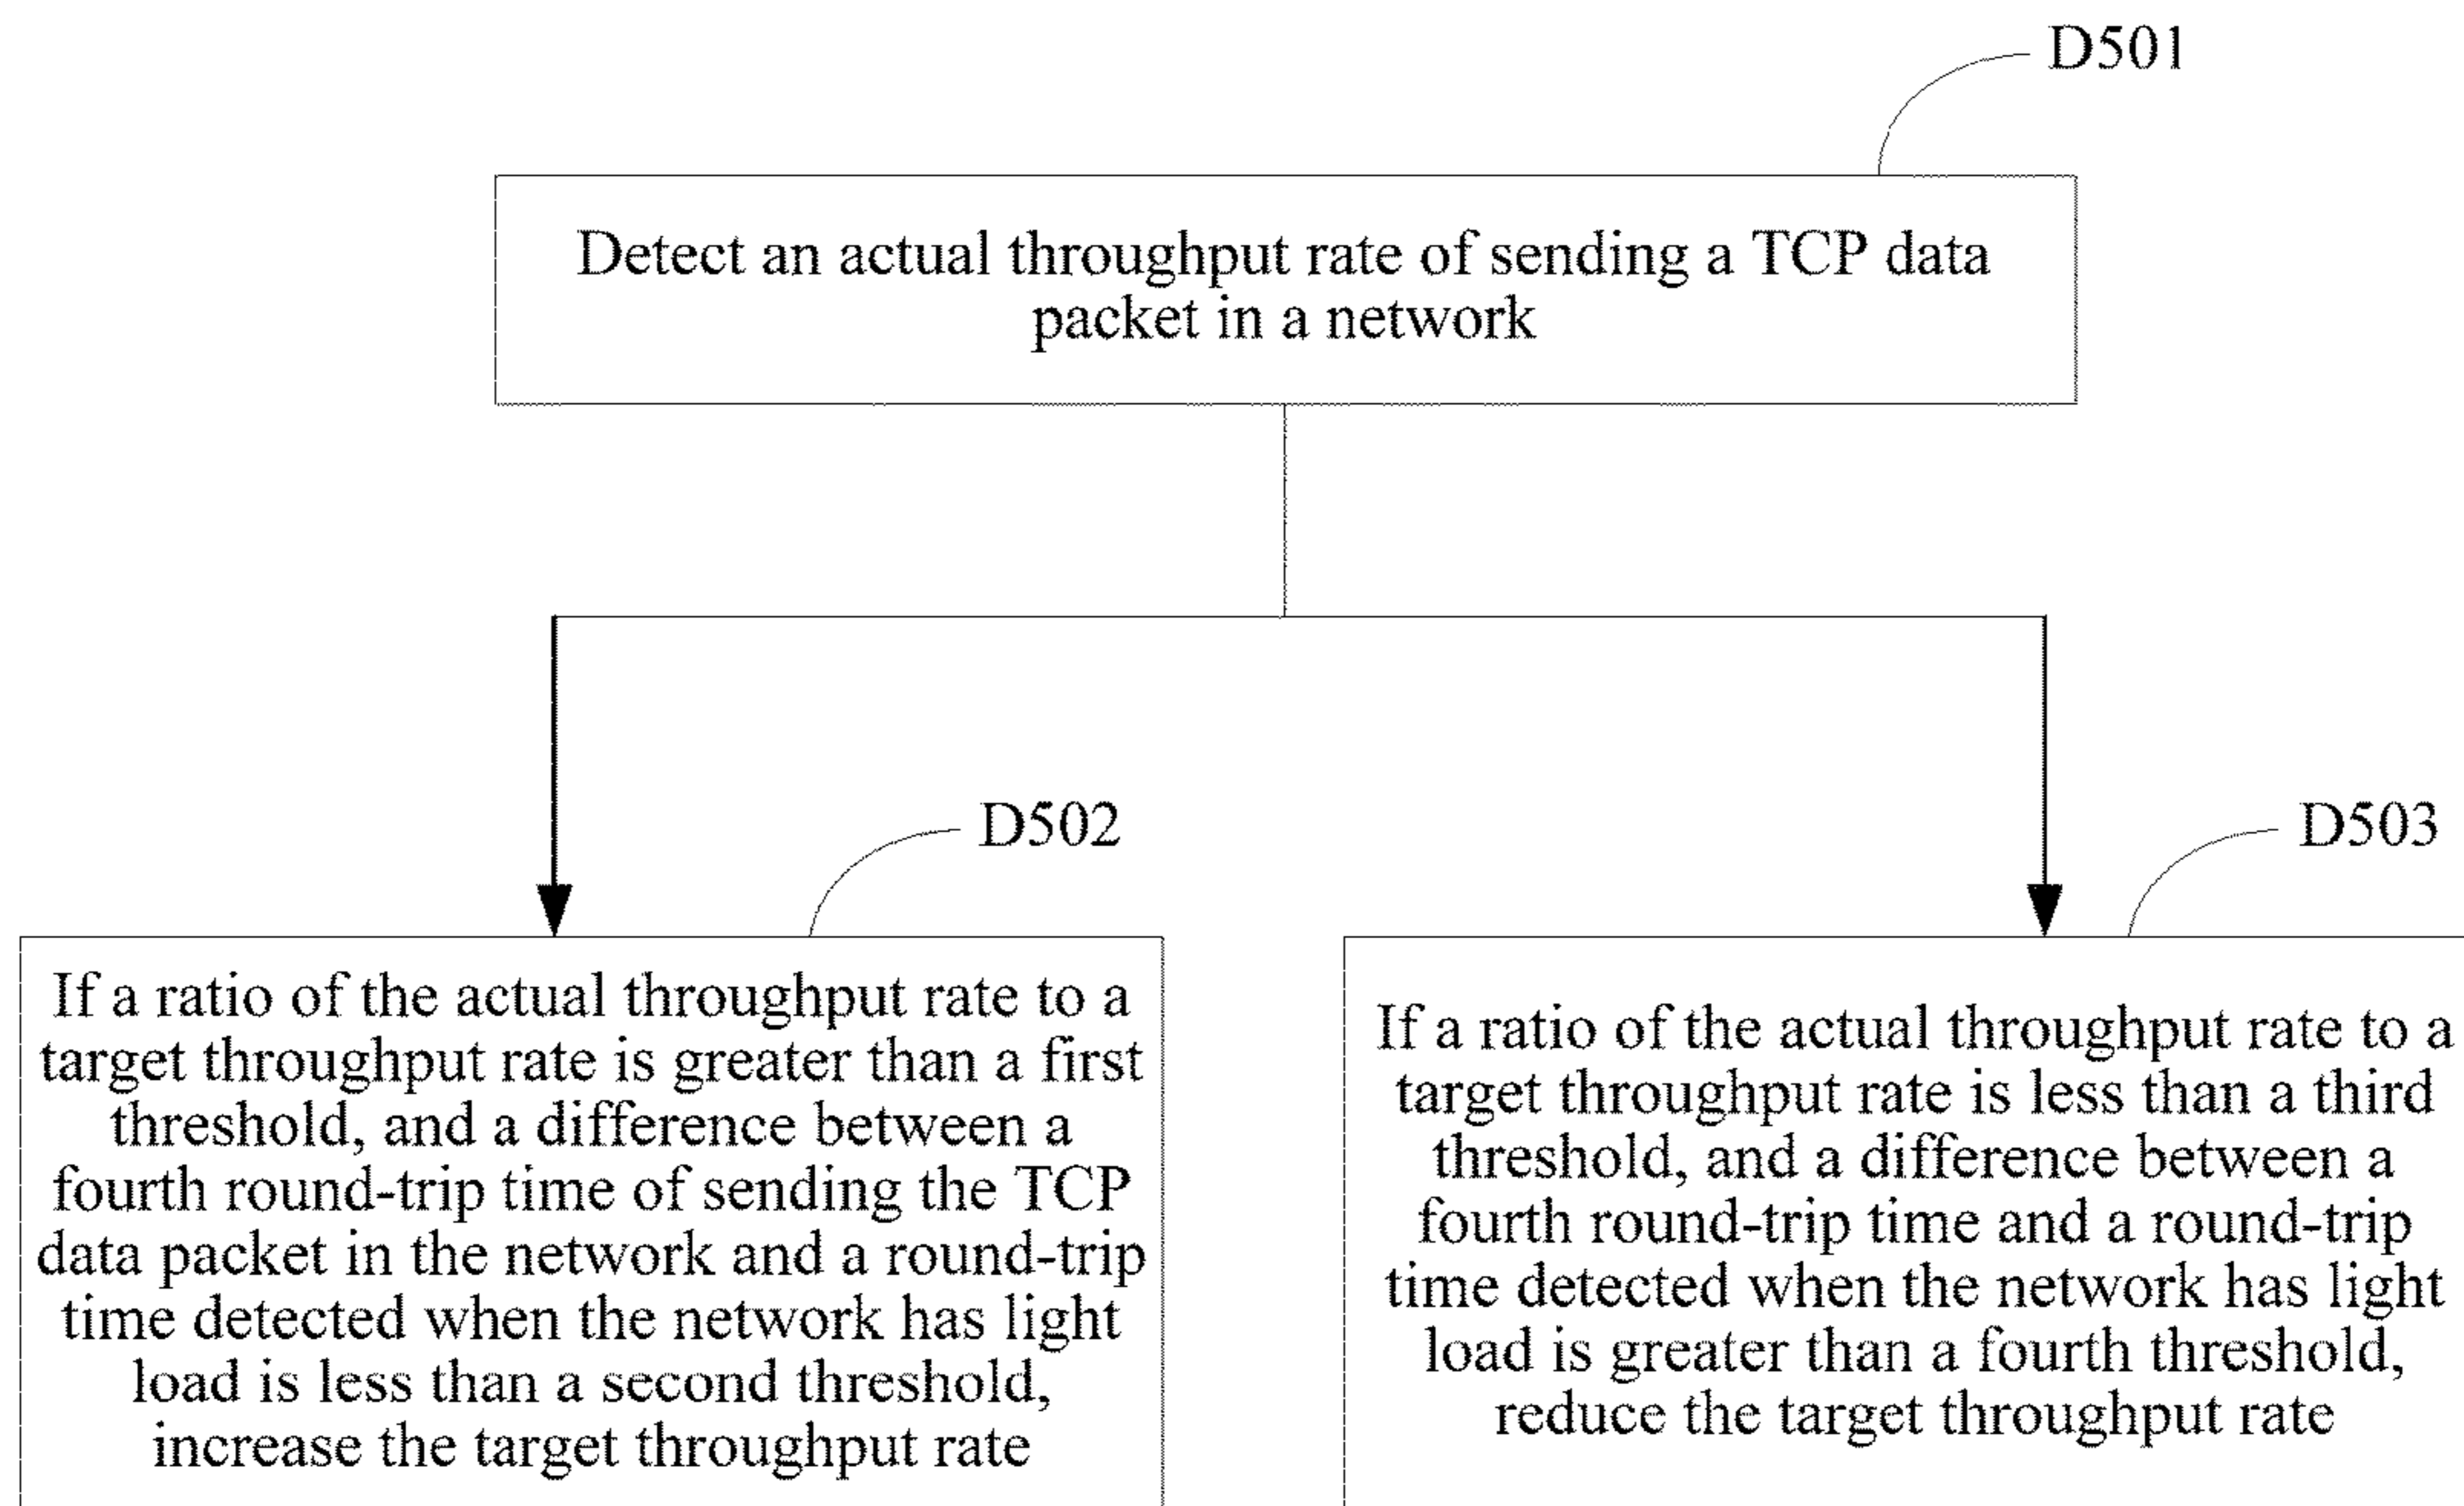 D501
Detect an actual throughput rate of sending a TCP data
packet in a network
D502
If a ratio of the actual throughput rate to a
target throughput rate is greater than a first
threshold, and a difference between a
fourth round-trip time of sending the TCP
data packet in the network and a round-trip
time detected when the network has light
load is less than a second threshold,
increase the target throughput rate
D503
If a ratio of the actual throughput rate to a
target throughput rate is less than a third
threshold, and a difference between a
fourth round-trip time and a round-trip
time detected when the network has light
load is greater than a fourth threshold,
reduce the target throughput rate